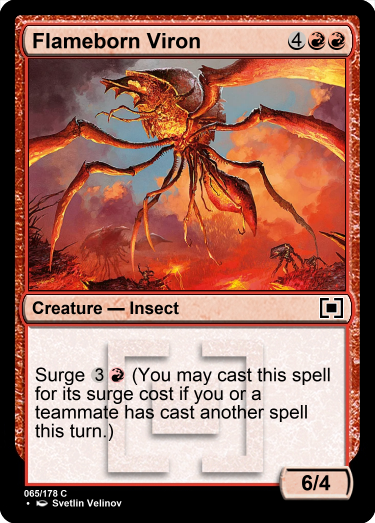 Flameborn Viron 4
Creature — Insect
Surge 3 (You may cast this spell
for its surge cost if you or a
teammate has cast another spell
this turn.)
6/4
065/178 C
• Svetlin Velinov